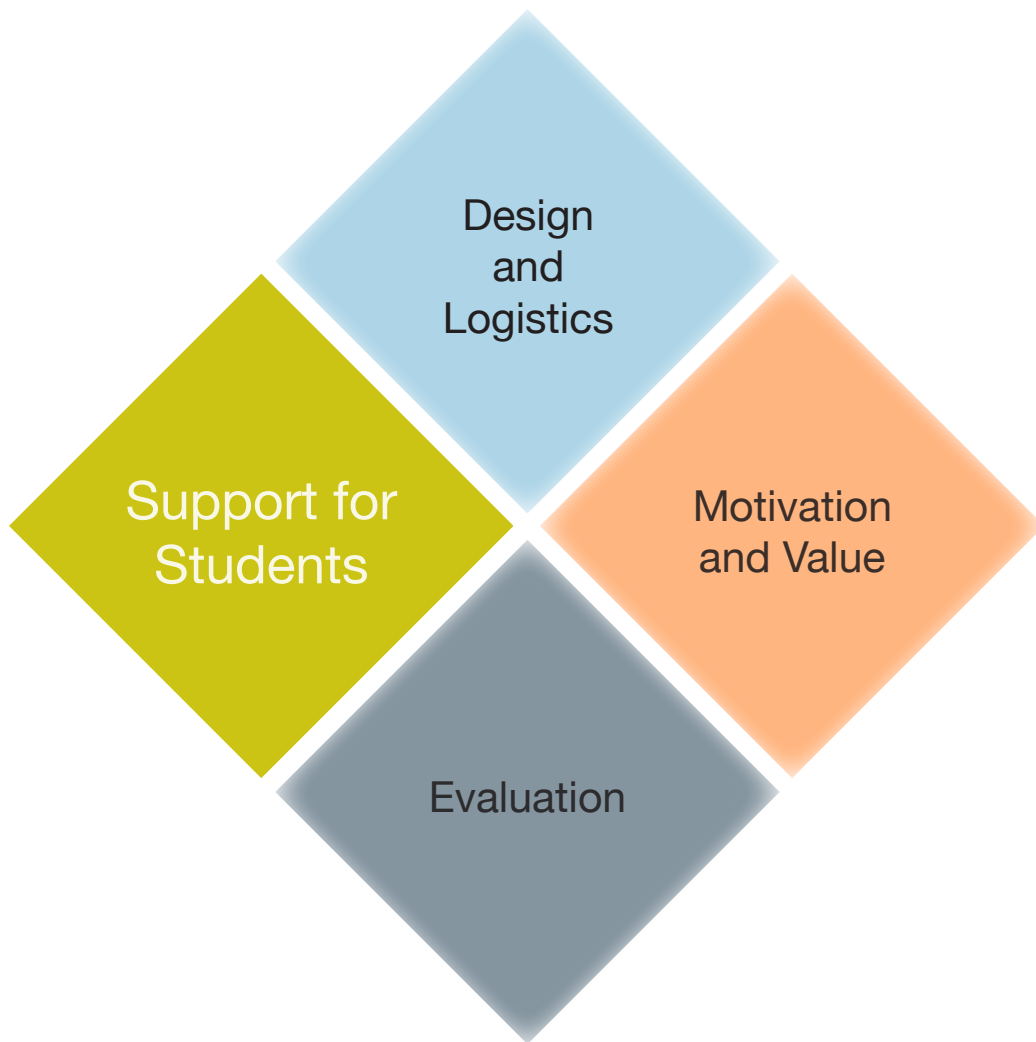 Design
and
Logistics
Support for
Students
Motivation
and Value
Evaluation